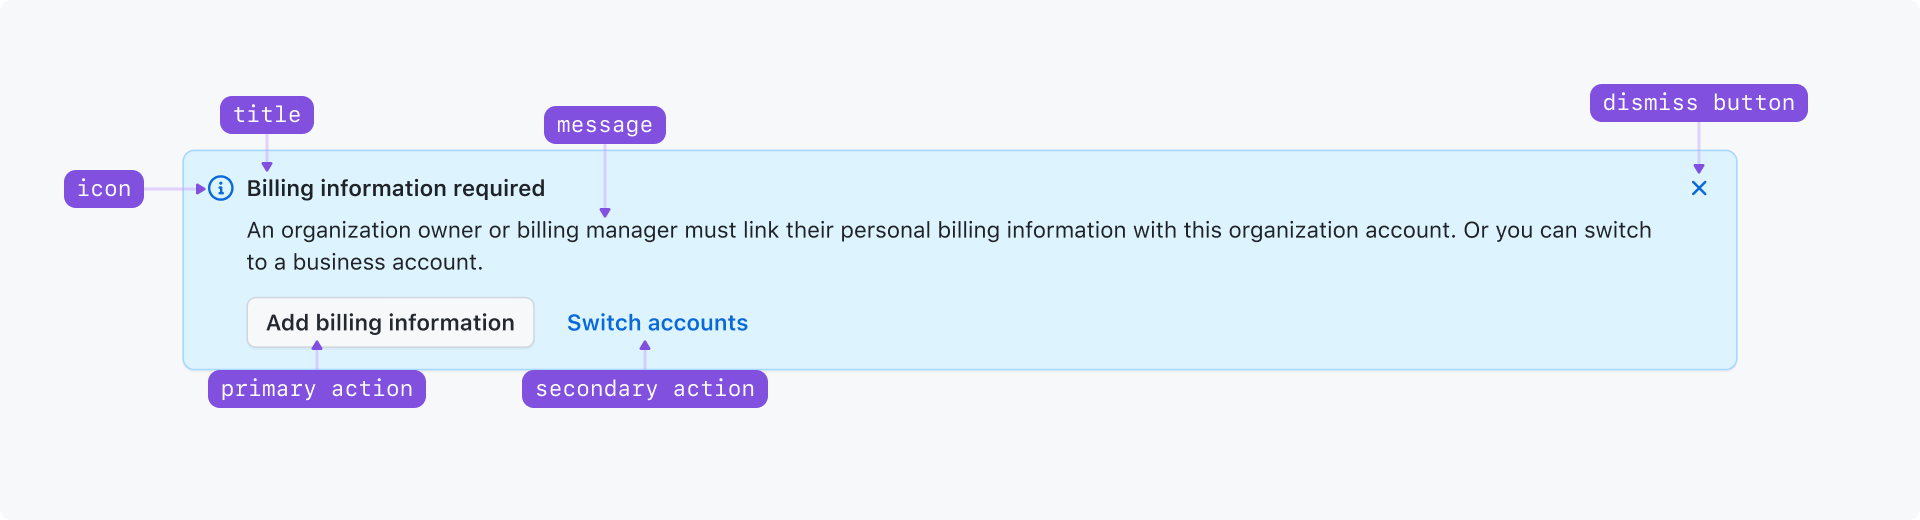 title
message
dismiss button
icon
Billing information required
An organization owner or billing manager must link their personal billing information with this organization account. Or you can switch
to a business account.
Add billing information
Switch accounts
primary action
secondary action